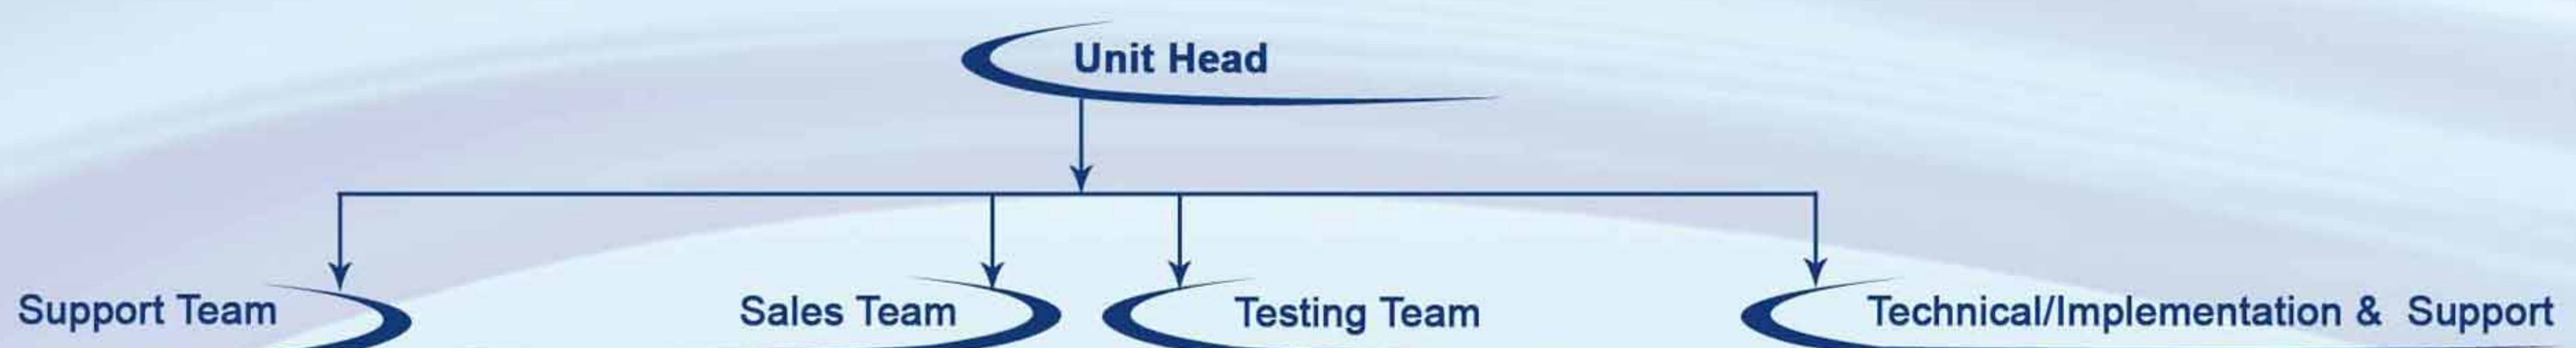 Unit Head
Support Team
Sales Team
Testing Team
Technical/Implementation & Support